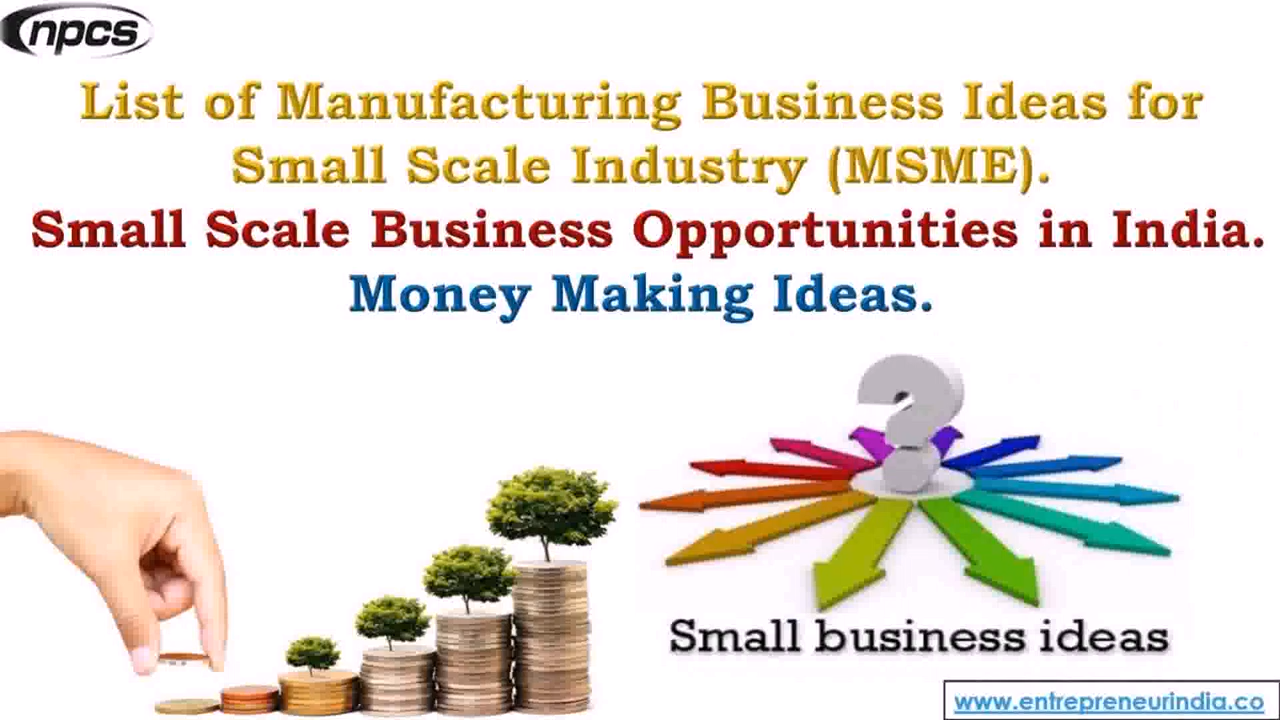 npcs
List of Manufacturing Business Ideas for
Small Scale Industry (MSME).
Small Scale Business Opportunities in India.
Money Making Ideas.
Small business ideas
www.entrepreneurindia.co